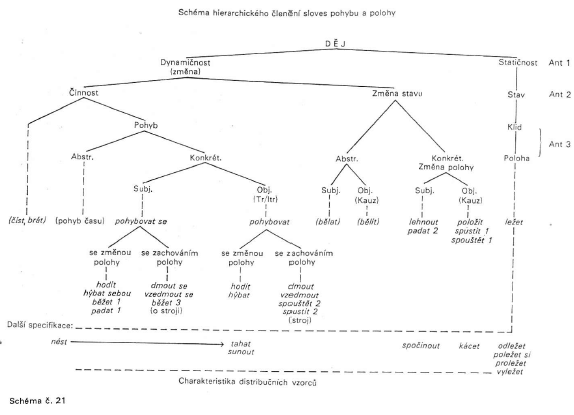 Schéma hierarchického členění sloves pohybu a polohy
DĚJ
Dynamičnost Statičnost Ant 1
(změna)
Činnost Změna stavu Stav Ant 2
Pohyb Klid
Ant 3
Abstr. Konkrét. Abstr. Konkrét. Poloha
Změna polohy
Subj. Obj. Subj. Obj. Subj. Obj.
(Tr/Itr) (Kauz) (Kauz)
(číst, brát) (pohyb času) pohybovat se pohybovat (bělat) (bělit) lehnout položit ležet
padat 2 spustit 1
spouštět 1
se změnou se zachováním se změnou se zachováním
polohy polohy polohy polohy
hodit dmout se hodit dmout
hýbat sebou vzedmout se hýbat vzedmout
běžet 1 běžet 3 spouštět 2
padat 1 (o stroji) spustit 2
(stroj)
Další specifikace:
nést tahat spočinout kácet odležet
sunout poležet si
proležet
vyležet
Charakteristika distribučních vzorců
Schéma č. 21